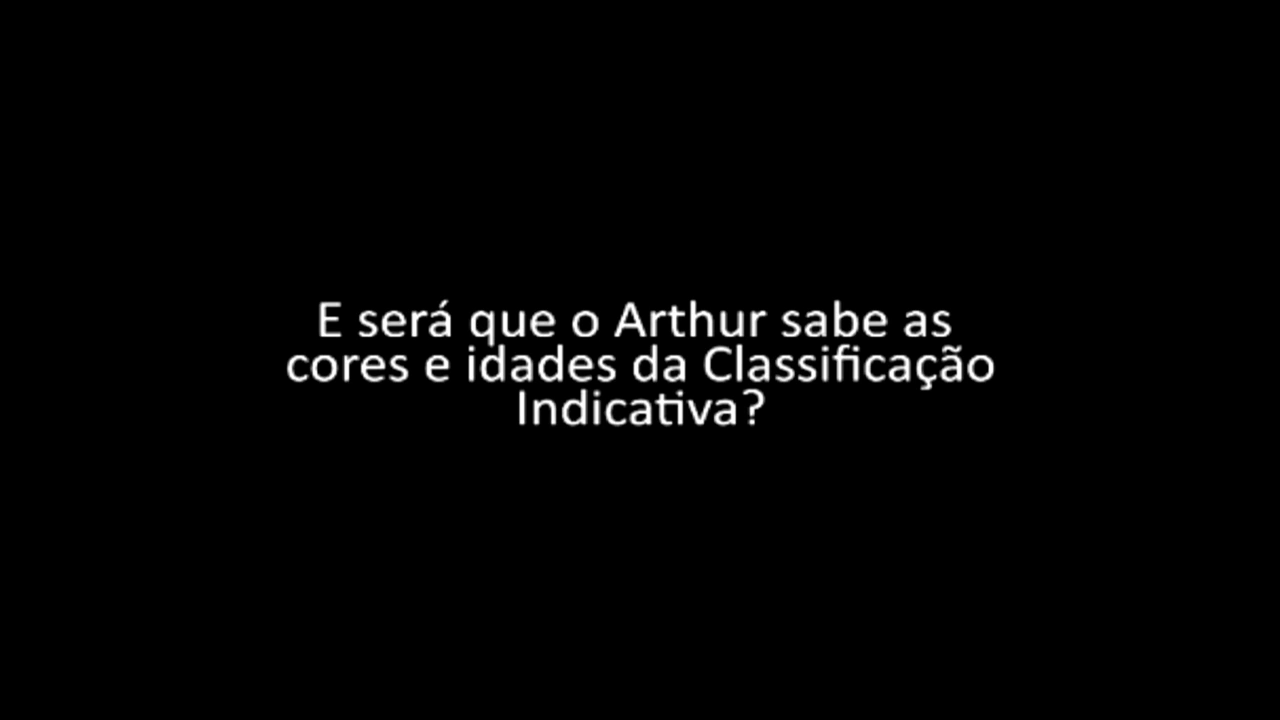 E será que o Arthur sabe as
cores e idades da Classificação
Indicativa?